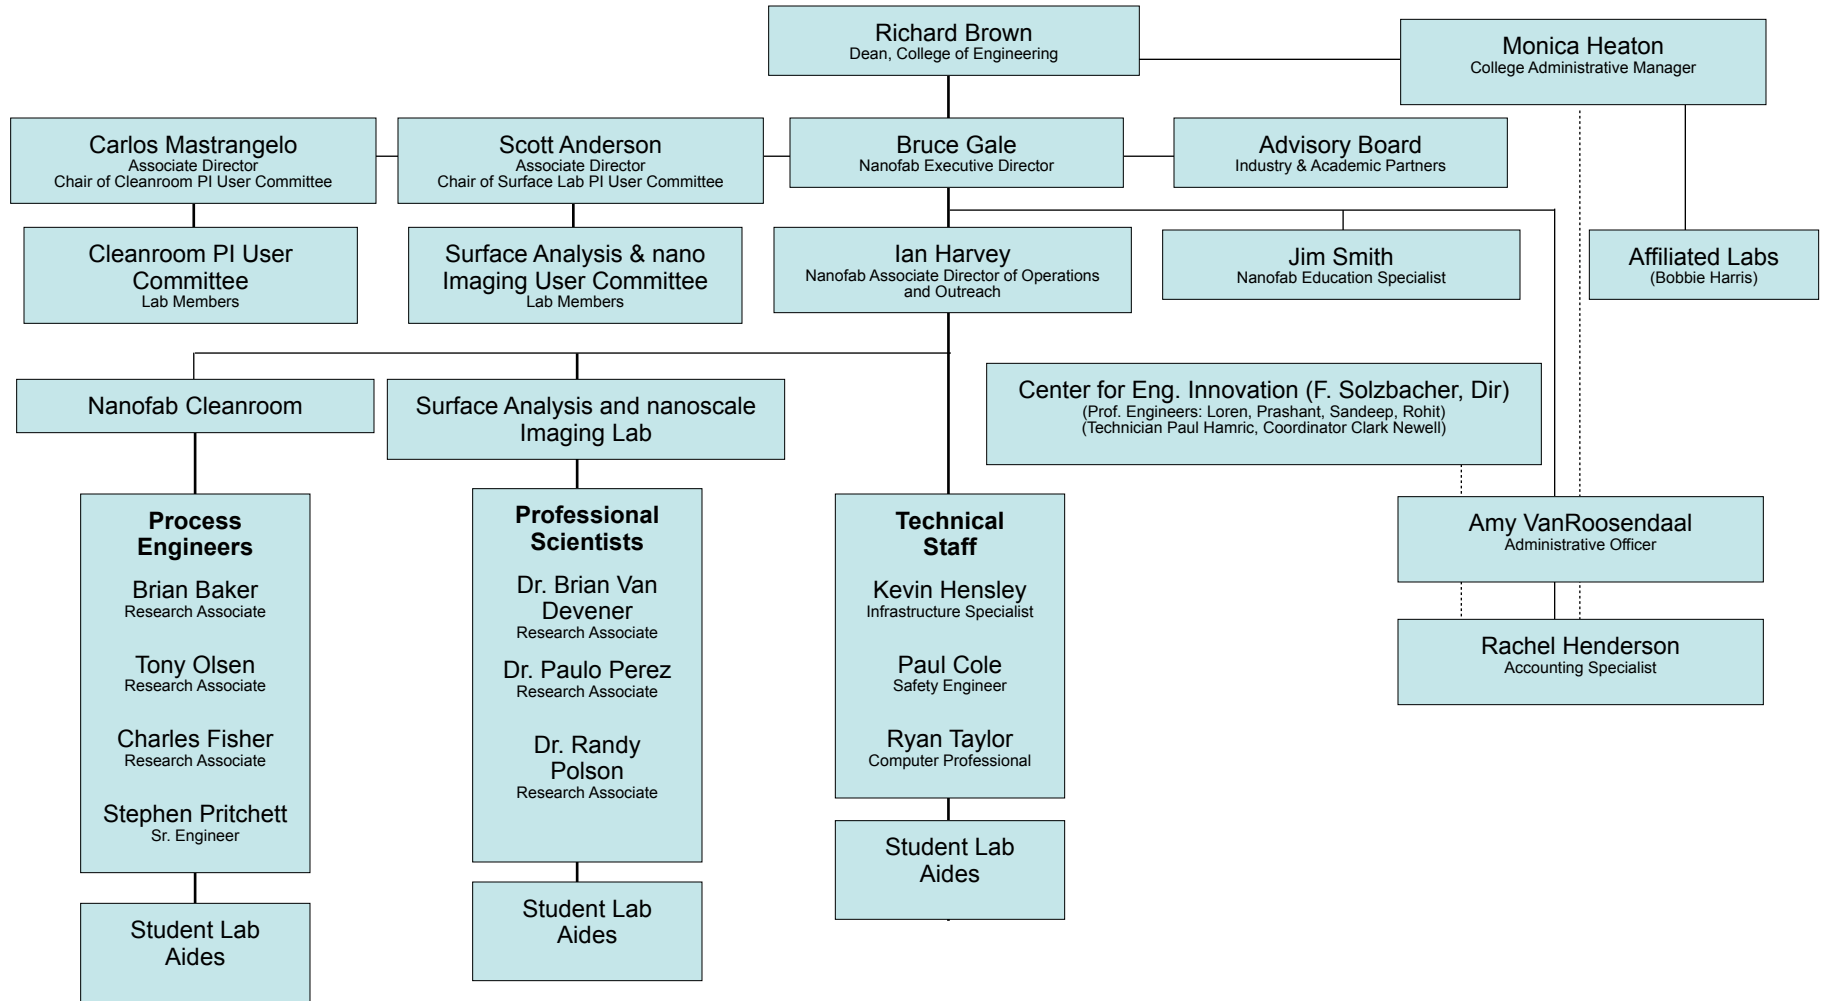 Richard Brown
Dean, College of Engineering
Monica Heaton
College Administrative Manager
Carlos Mastrangelo
Associate Director
Chair of Cleanroom PI User Committee
Scott Anderson
Associate Director
Chair of Surface Lab PI User Committee
Bruce Gale
Nanofab Executive Director
Advisory Board
Industry & Academic Partners
Cleanroom PI User
Committee
Lab Members
Surface Analysis & nano
Imaging User Committee
Lab Members
Ian Harvey
Nanofab Associate Director of Operations
and Outreach
Jim Smith
Nanofab Education Specialist
Affiliated Labs
(Bobbie Harris)
Nanofab Cleanroom
Surface Analysis and nanoscale
Imaging Lab
Center for Eng. Innovation (F. Solzbacher, Dir)
(Prof. Engineers: Loren, Prashant, Sandeep, Rohit)
(Technician Paul Hamric, Coordinator Clark Newell)
Process
Engineers
Brian Baker
Research Associate
Tony Olsen
Research Associate
Charles Fisher
Research Associate
Stephen Pritchett
Sr. Engineer
Professional
Scientists
Dr. Brian Van
Devener
Research Associate
Dr. Paulo Perez
Research Associate
Dr. Randy
Polson
Research Associate
Technical
Staff
Kevin Hensley
Infrastructure Specialist
Paul Cole
Safety Engineer
Ryan Taylor
Computer Professional
Amy VanRoosendaal
Administrative Officer
Rachel Henderson
Accounting Specialist
Student Lab
Aides
Student Lab
Aides
Student Lab
Aides